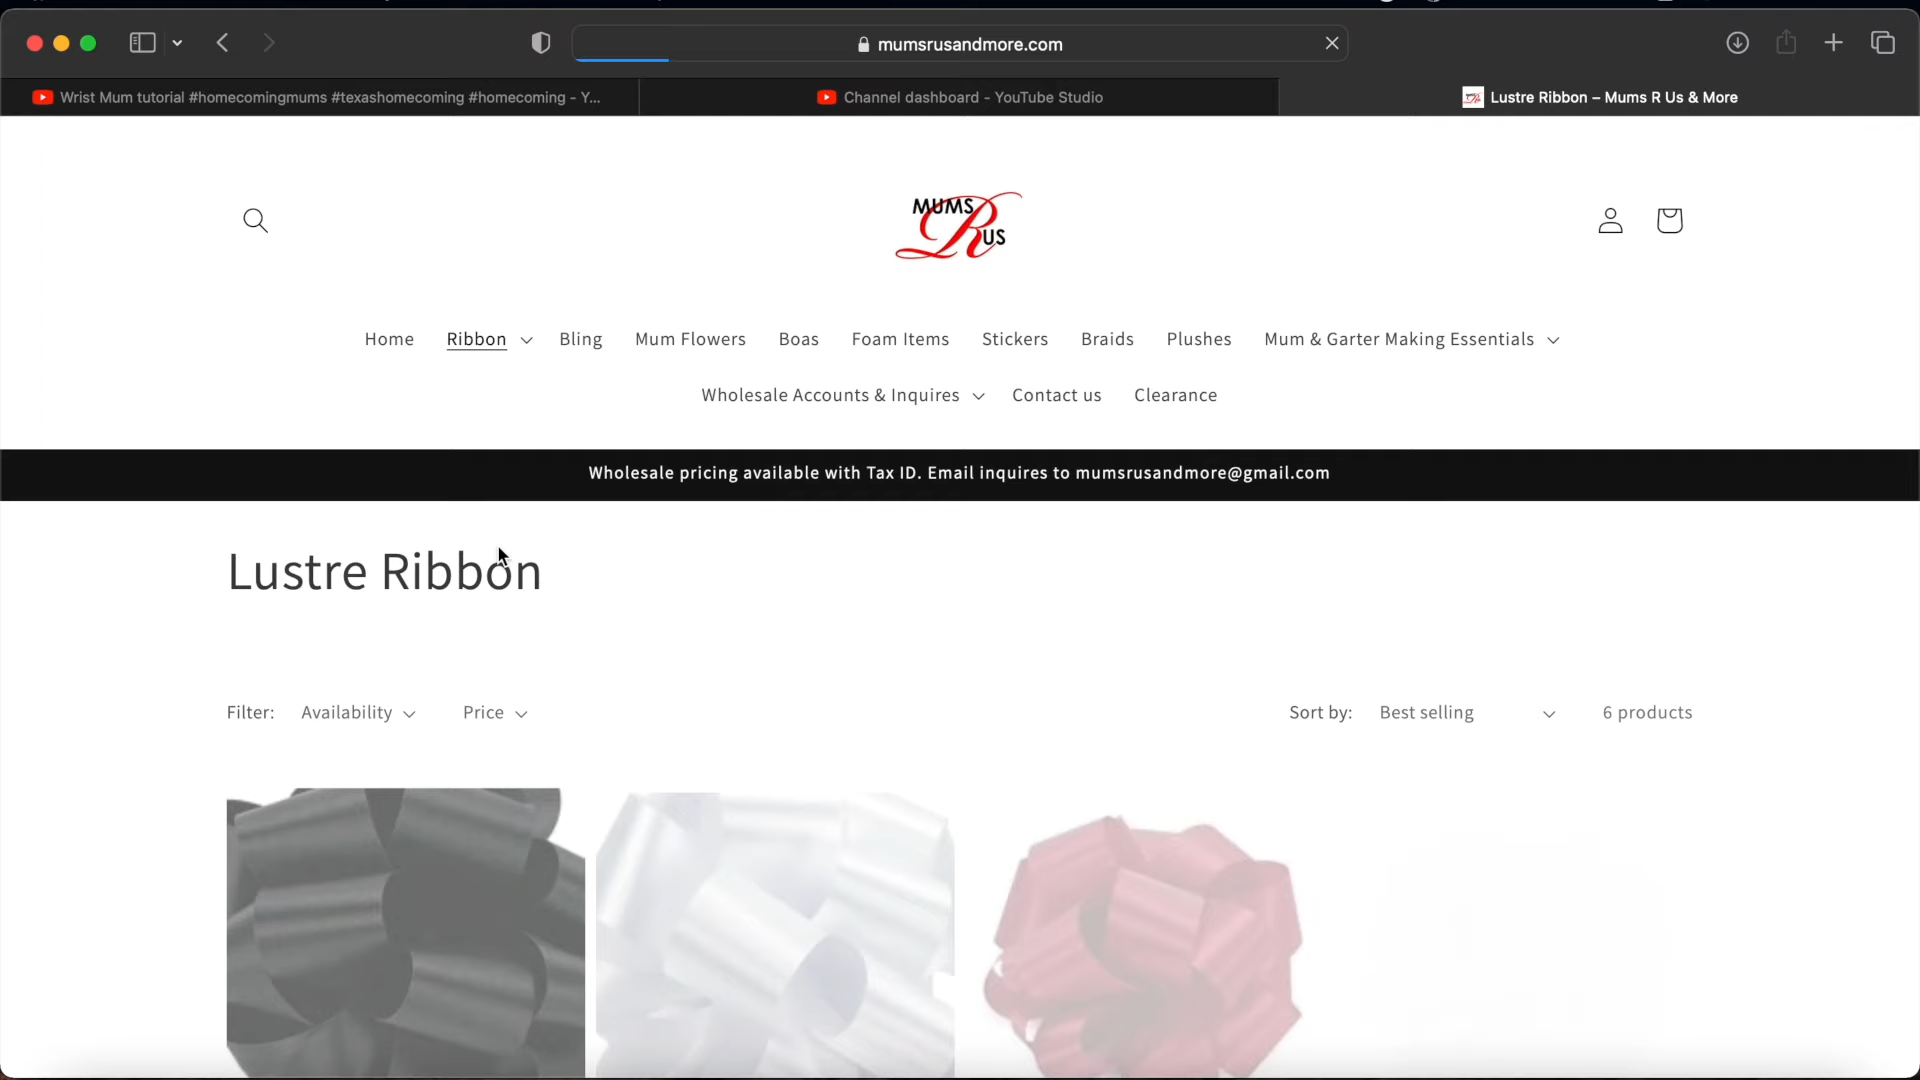 mumsrusandmore.com
Wrist Mum tutorial #homecomingmums #texashomecoming #homecoming - Y...
Channel dashboard - YouTube Studio
Lustre Ribbon – Mums R Us & More
MUMS
R US
Home Ribbon Bling Mum Flowers Boas Foam Items Stickers Braids Plushes Mum & Garter Making Essentials
Wholesale Accounts & Inquires Contact us Clearance
Wholesale pricing available with Tax ID. Email inquires to mumsrusandmore@gmail.com
Lustre Ribbon
Filter: Availability Price Sort by: Best selling 6 products